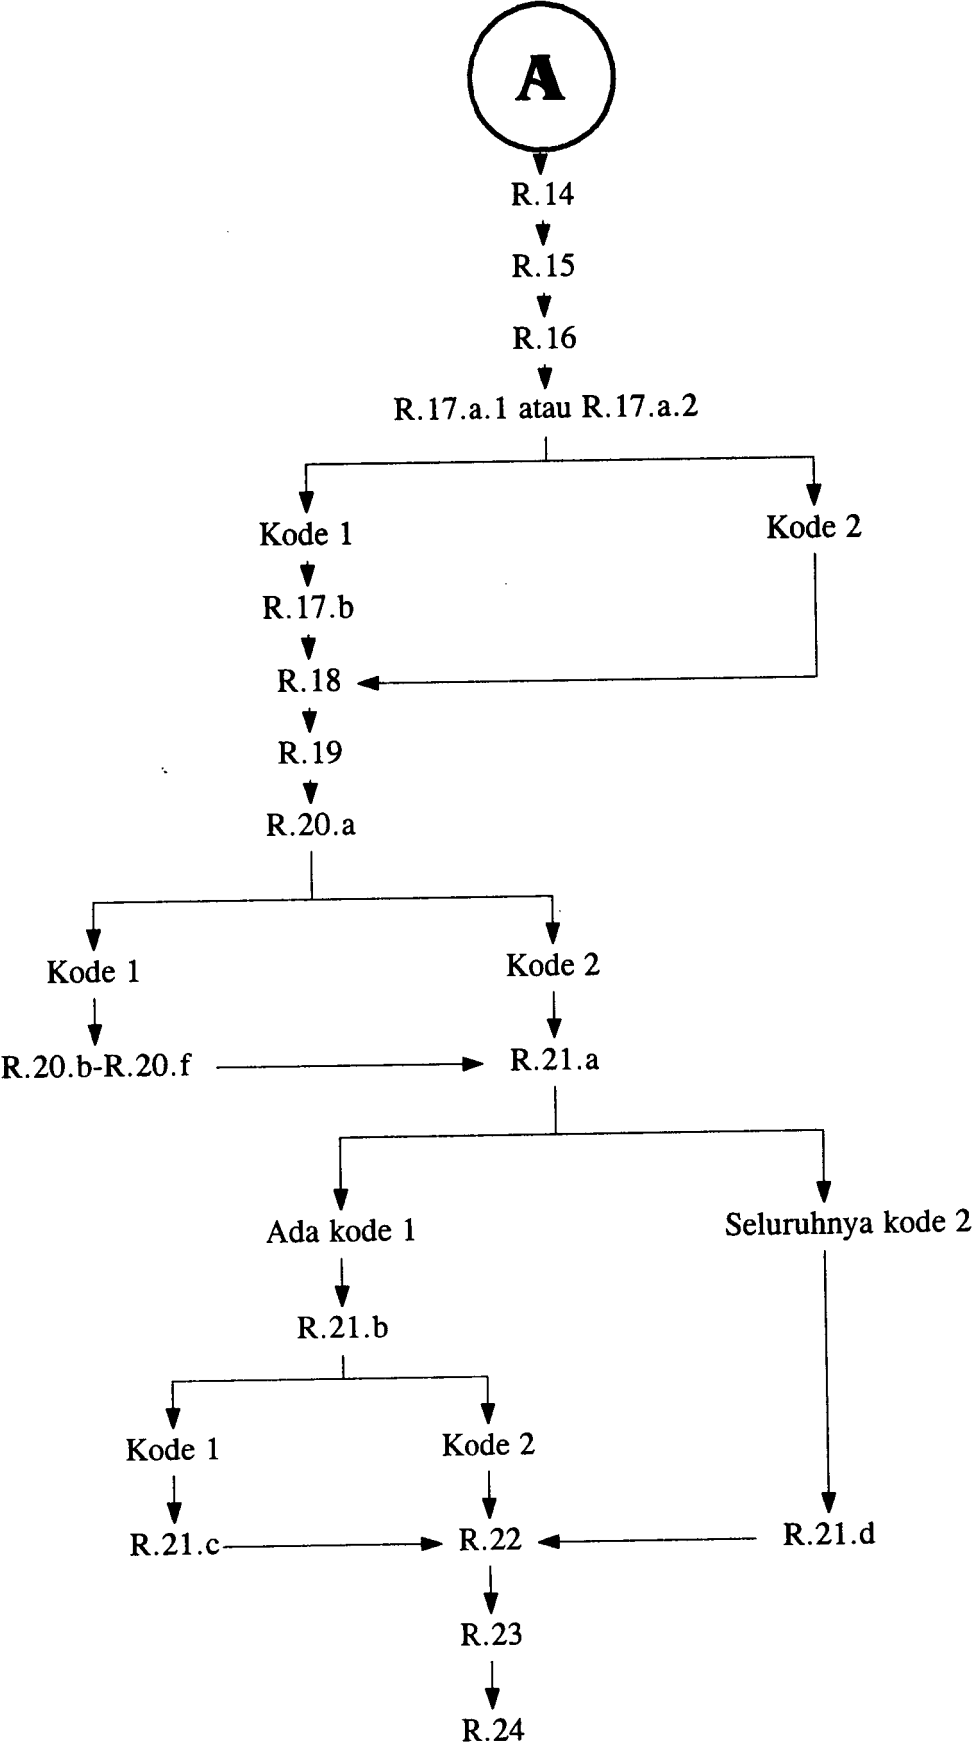 A
R.14
R.15
R.16
R.17.a.1 atau R.17.a.2
Kode 1
Kode 2
R.17.b
R.18
R.19
R.20.a
Kode 1
Kode 2
R.20.b-R.20.f
R.21.a
Ada kode 1
Seluruhnya kode 2
R.21.b
Kode 1
Kode 2
R.21.c
R.22
R.21.d
R.23
R.24